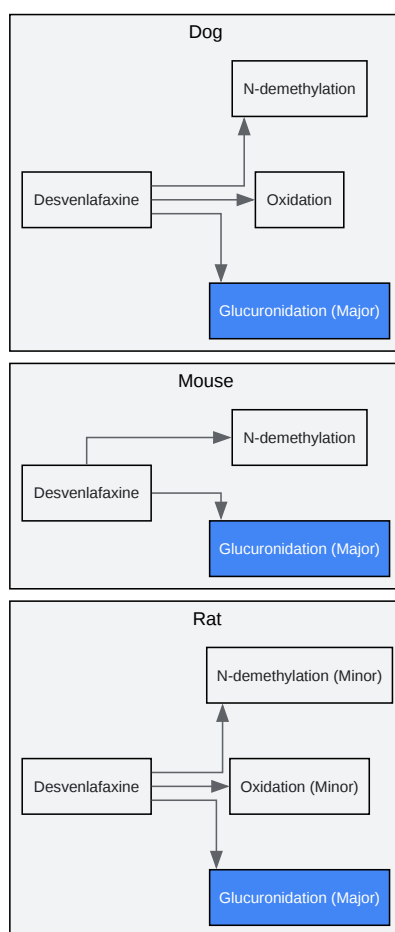 Dog
N-demethylation
Desvenlafaxine
Oxidation
Glucuronidation (Major)
Mouse
N-demethylation
Desvenlafaxine
Glucuronidation (Major)
Rat
N-demethylation (Minor)
Desvenlafaxine
Oxidation (Minor)
Glucuronidation (Major)